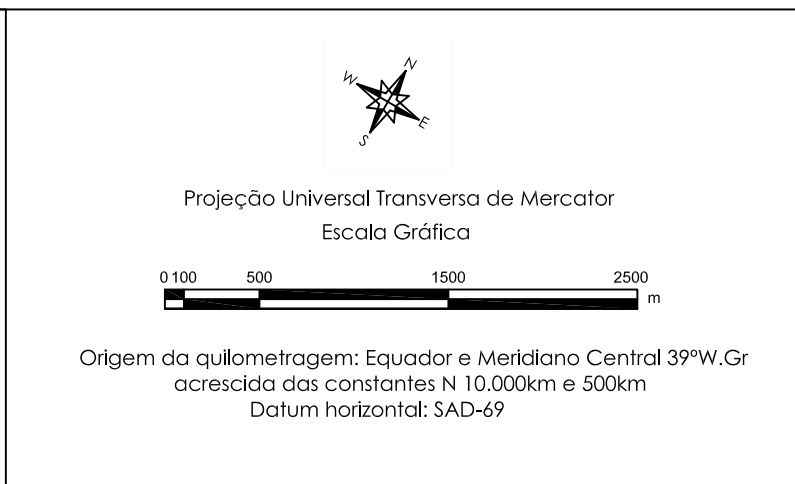 N
W
E
S
Projeção Universal Transversa de Mercator
Escala Gráfica
0 100 500 1500 2500
m
Origem da quilometragem: Equador e Meridiano Central 39ºW.Gr
acrescida das constantes N 10.000km e 500km
Datum horizontal: SAD-69